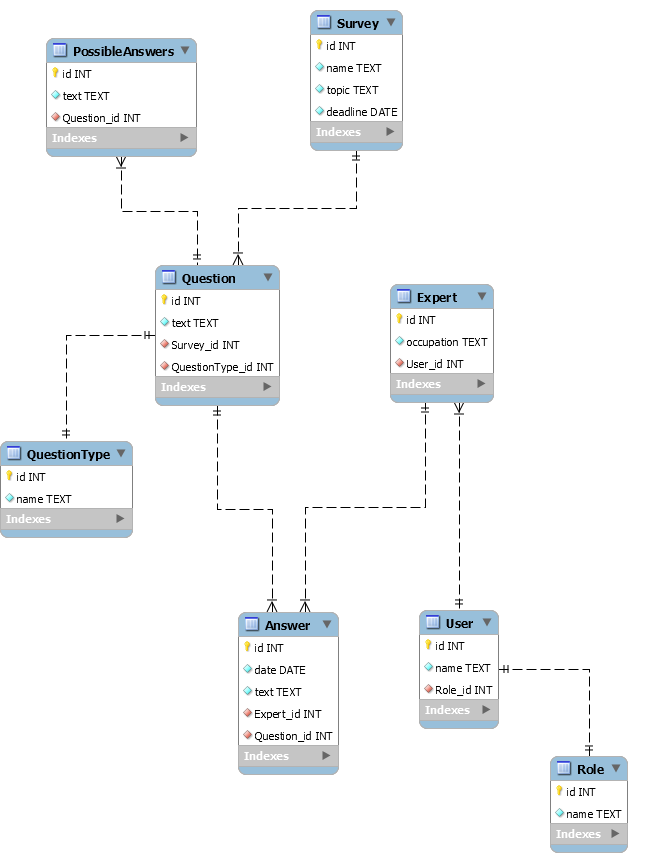 Survey
id INT
name TEXT
topic TEXT
deadline DATE
Indexes
PossibleAnswers
id INT
text TEXT
Question_id INT
Indexes
Question
id INT
text TEXT
Survey_id INT
QuestionType_id INT
Indexes
Expert
id INT
occupation TEXT
User_id INT
Indexes
QuestionType
id INT
name TEXT
Indexes
Answer
id INT
date DATE
text TEXT
Expert_id INT
Question_id INT
Indexes
User
id INT
name TEXT
Role_id INT
Indexes
Role
id INT
name TEXT
Indexes